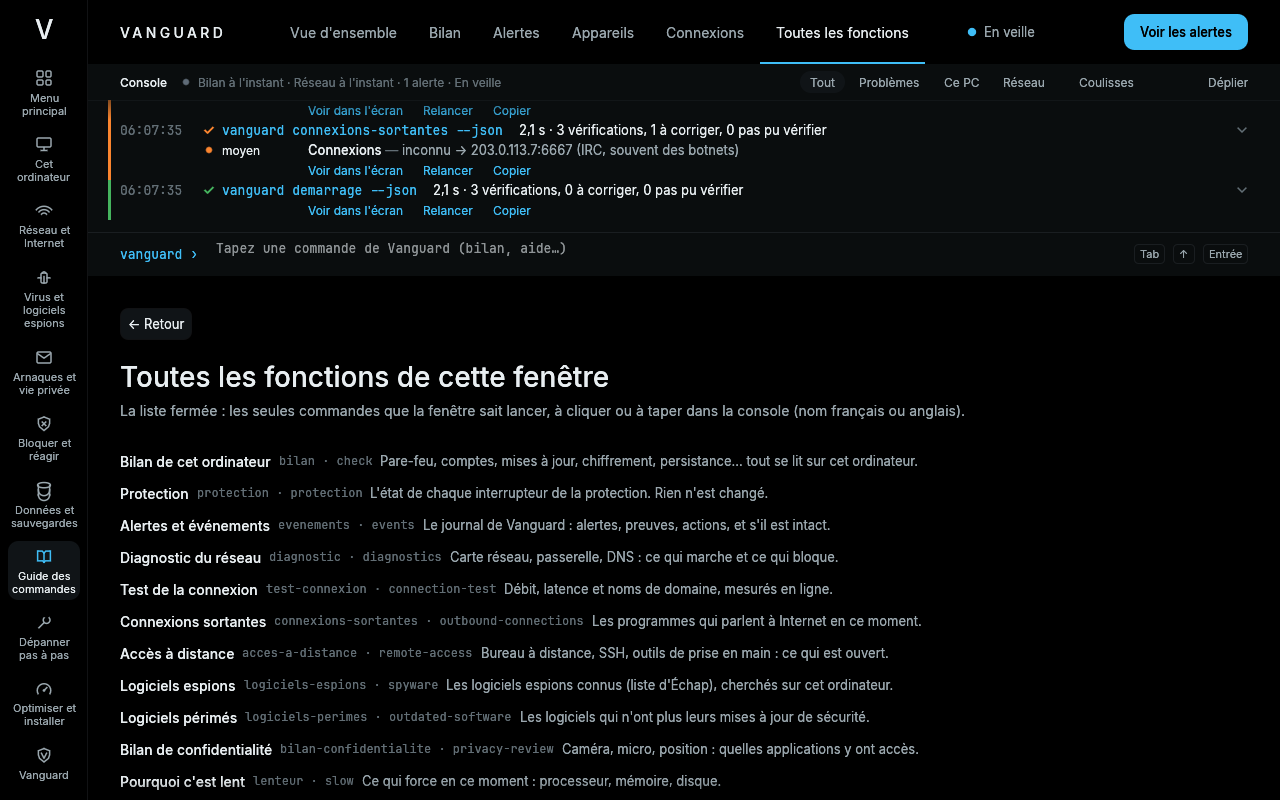 V
VANGUARD
Vue d'ensemble
Bilan
Alertes
Appareils
Connexions
Toutes les fonctions
En veille
Voir les alertes
Menu
principal
Cet
ordinateur
Réseau et
Internet
Virus et
logiciels
espions
Arnaques et
vie privée
Bloquer et
réagir
Données et
sauvegardes
Guide des
commandes
Dépanner
pas à pas
Optimiser et
installer
Vanguard
Console
Bilan à l'instant · Réseau à l'instant · 1 alerte · En veille
Tout
Problèmes
Ce PC
Réseau
Coulisses
Déplier
Voir dans l'écran Relancer Copier
06:07:35 vanguard connexions-sortantes --json 2,1 s · 3 vérifications, 1 à corriger, 0 pas pu vérifier
moyen Connexions — inconnu → 203.0.113.7:6667 (IRC, souvent des botnets)
Voir dans l'écran Relancer Copier
06:07:35 vanguard demarrage --json 2,1 s · 3 vérifications, 0 à corriger, 0 pas pu vérifier
Voir dans l'écran Relancer Copier
vanguard › Tapez une commande de Vanguard (bilan, aide…)
Tab ↑ Entrée
← Retour
Toutes les fonctions de cette fenêtre
La liste fermée : les seules commandes que la fenêtre sait lancer, à cliquer ou à taper dans la console (nom français ou anglais).
Bilan de cet ordinateur bilan · check Pare-feu, comptes, mises à jour, chiffrement, persistance... tout se lit sur cet ordinateur.
Protection protection · protection L'état de chaque interrupteur de la protection. Rien n'est changé.
Alertes et événements evenements · events Le journal de Vanguard : alertes, preuves, actions, et s'il est intact.
Diagnostic du réseau diagnostic · diagnostics Carte réseau, passerelle, DNS : ce qui marche et ce qui bloque.
Test de la connexion test-connexion · connection-test Débit, latence et noms de domaine, mesurés en ligne.
Connexions sortantes connexions-sortantes · outbound-connections Les programmes qui parlent à Internet en ce moment.
Accès à distance acces-a-distance · remote-access Bureau à distance, SSH, outils de prise en main : ce qui est ouvert.
Logiciels espions logiciels-espions · spyware Les logiciels espions connus (liste d'Échap), cherchés sur cet ordinateur.
Logiciels périmés logiciels-perimes · outdated-software Les logiciels qui n'ont plus leurs mises à jour de sécurité.
Bilan de confidentialité bilan-confidentialite · privacy-review Caméra, micro, position : quelles applications y ont accès.
Pourquoi c'est lent lenteur · slow Ce qui force en ce moment : processeur, mémoire, disque.